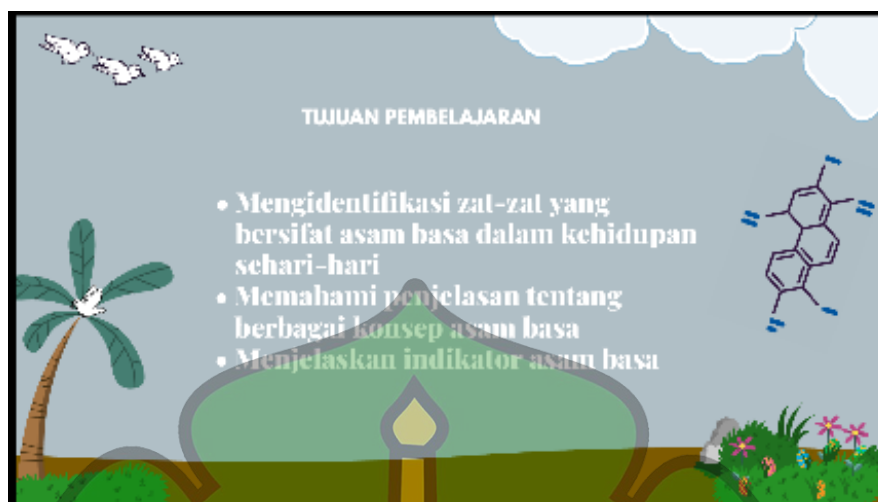 TUJUAN PEMBELAJARAN
• Mengidentifikasi zat-zat yang
bersifat asam basa dalam kehidupan
sehari-hari
• Memahami penjelasan tentang
berbagai konsep asam basa
• Menjelaskan indikator asam basa